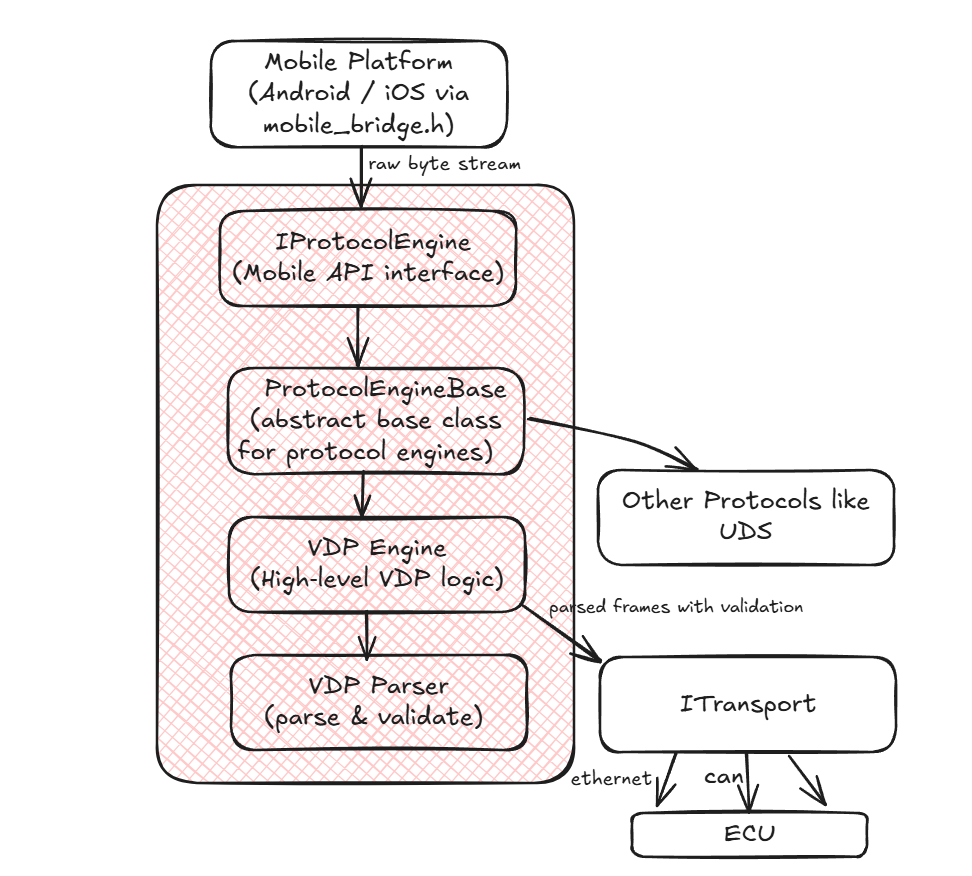 Mobile Platform
(Android / iOS via
mobile_bridge.h)
raw byte stream
IProtocolEngine
(Mobile API interface)
ProtocolEngineBase
(abstract base class
for protocol engines)
Other Protocols like
UDS
VDP Engine
(High-level VDP logic)
parsed frames with validation
VDP Parser
(parse & validate)
ITransport
ethernet
can
ECU